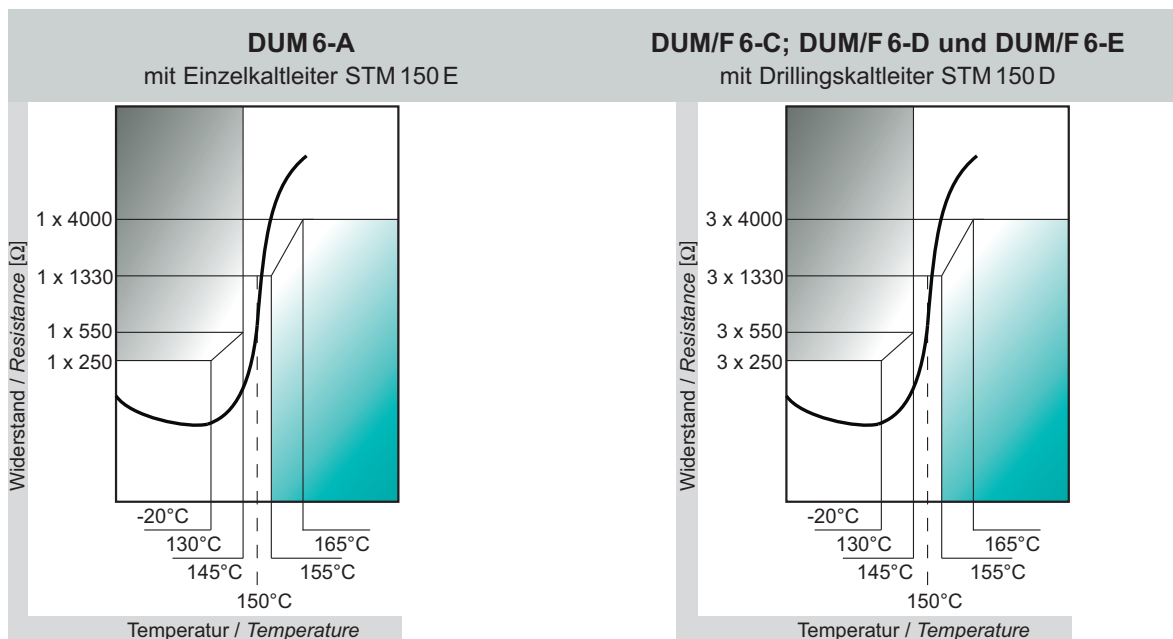 DUM 6-A
mit Einzelkaltleiter STM 150 E
DUM/F 6-C; DUM/F 6-D und DUM/F 6-E
mit Drillingskaltleiter STM 150 D
Widerstand / Resistance [Ω]
1 x 4000
1 x 1330
1 x 550
1 x 250
-20°C
130°C
145°C
150°C
165°C
155°C
Temperatur / Temperature
Widerstand / Resistance [Ω]
3 x 4000
3 x 1330
3 x 550
3 x 250
-20°C
130°C
145°C
150°C
165°C
155°C
Temperatur / Temperature